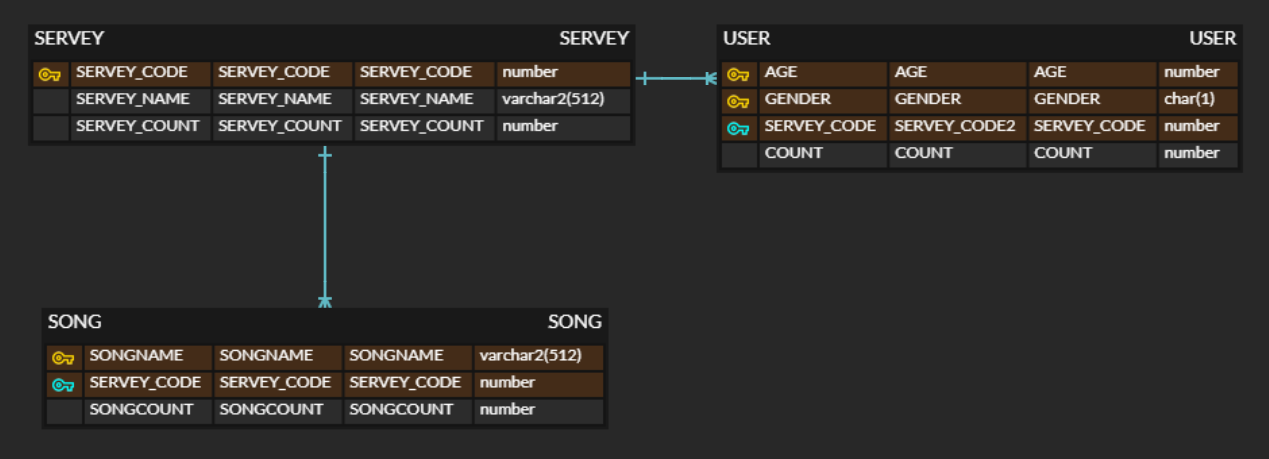 SERVEY SERVEY
SERVEY_CODE SERVEY_CODE SERVEY_CODE number
SERVEY_NAME SERVEY_NAME SERVEY_NAME varchar2(512)
SERVEY_COUNT SERVEY_COUNT SERVEY_COUNT number
USER USER
AGE AGE AGE number
GENDER GENDER GENDER char(1)
SERVEY_CODE SERVEY_CODE2 SERVEY_CODE number
COUNT COUNT COUNT number
SONG SONG
SONGNAME SONGNAME SONGNAME varchar2(512)
SERVEY_CODE SERVEY_CODE SERVEY_CODE number
SONGCOUNT SONGCOUNT SONGCOUNT number